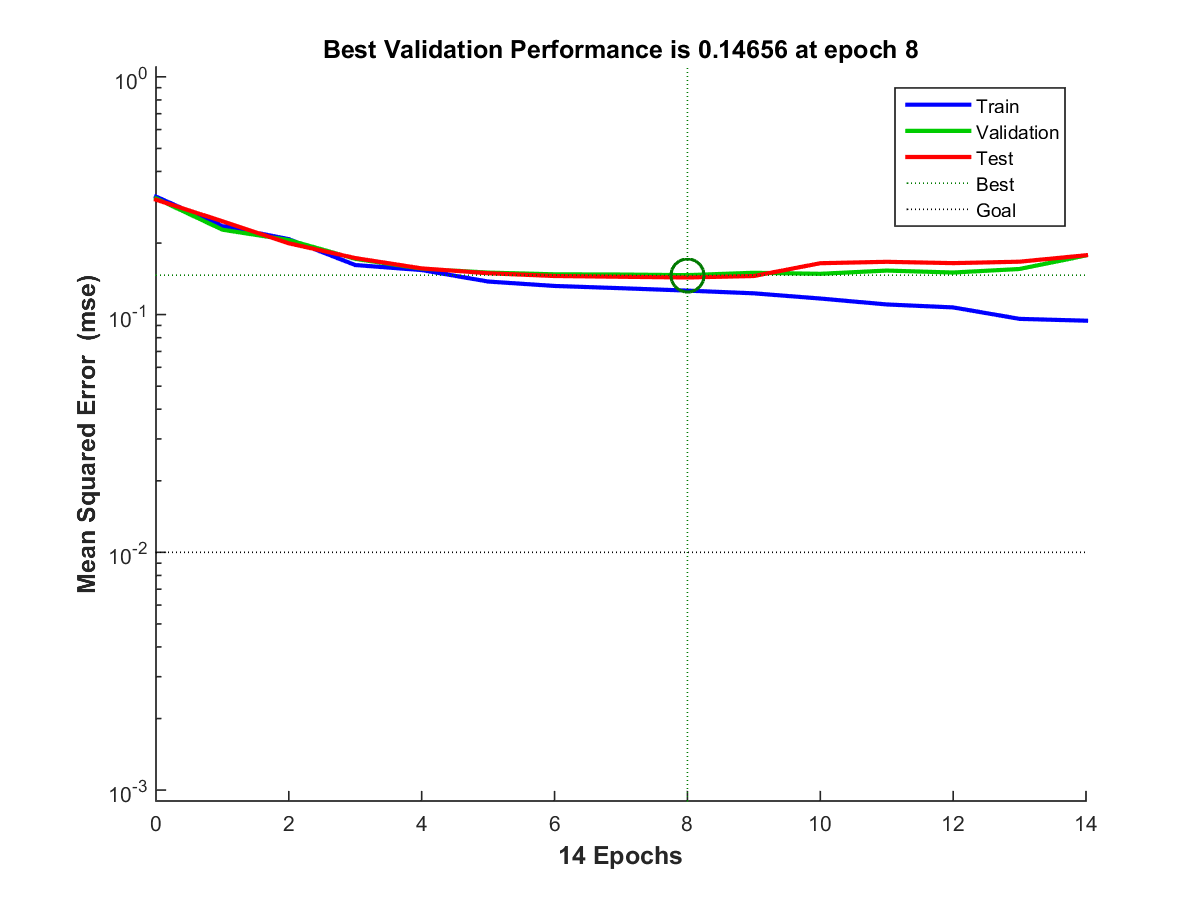 Best Validation Performance is 0.14656 at epoch 8
10^0
10^-1
10^-2
10^-3
Mean Squared Error  (mse)
Train
Validation
Test
Best
Goal
0 2 4 6 8 10 12 14
14 Epochs